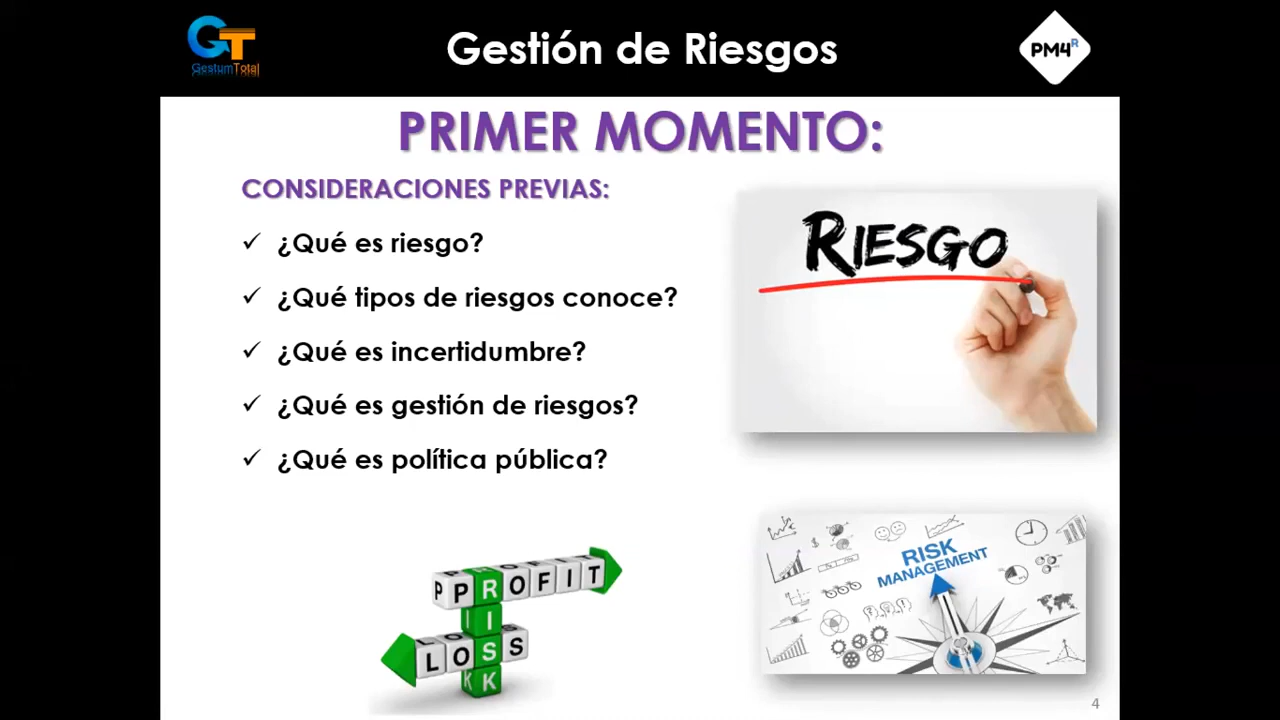 GT
GestumTotal
Gestión de Riesgos
PM4R
PRIMER MOMENTO:
CONSIDERACIONES PREVIAS:
✓ ¿Qué es riesgo?
✓ ¿Qué tipos de riesgos conoce?
✓ ¿Qué es incertidumbre?
✓ ¿Qué es gestión de riesgos?
✓ ¿Qué es política pública?
RIESGO
PROFIT
RISK
LOSS
RISK
MANAGEMENT
4